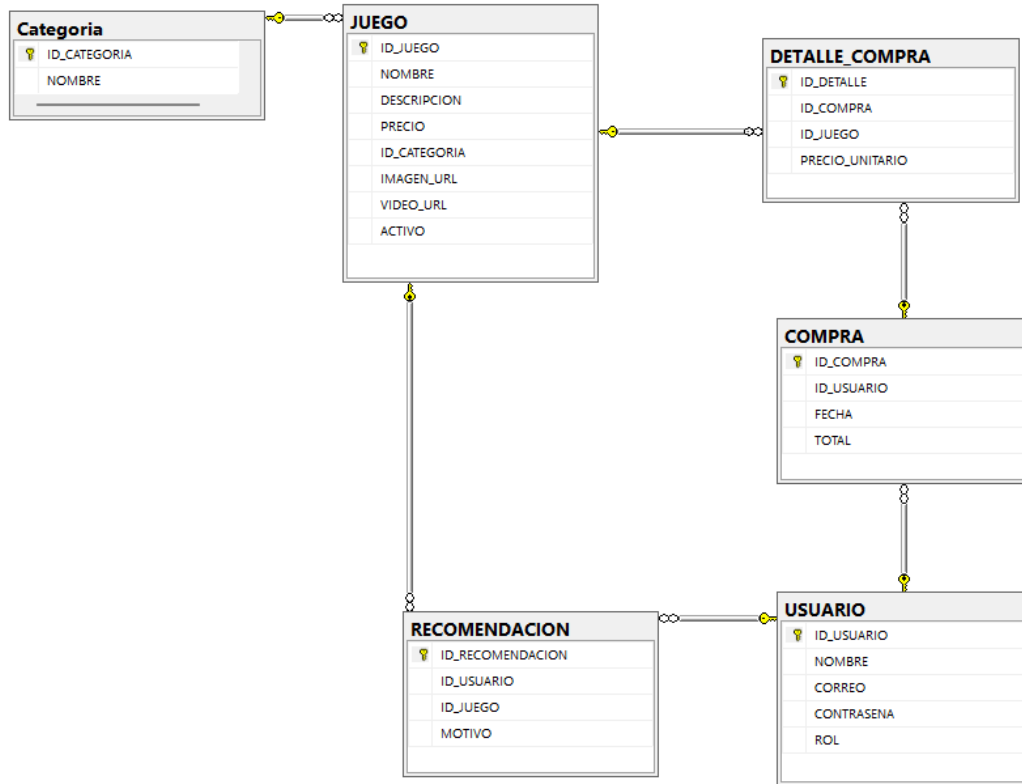 Categoria
ID_CATEGORIA
NOMBRE
JUEGO
ID_JUEGO
NOMBRE
DESCRIPCION
PRECIO
ID_CATEGORIA
IMAGEN_URL
VIDEO_URL
ACTIVO
DETALLE_COMPRA
ID_DETALLE
ID_COMPRA
ID_JUEGO
PRECIO_UNITARIO
COMPRA
ID_COMPRA
ID_USUARIO
FECHA
TOTAL
RECOMENDACION
ID_RECOMENDACION
ID_USUARIO
ID_JUEGO
MOTIVO
USUARIO
ID_USUARIO
NOMBRE
CORREO
CONTRASENA
ROL